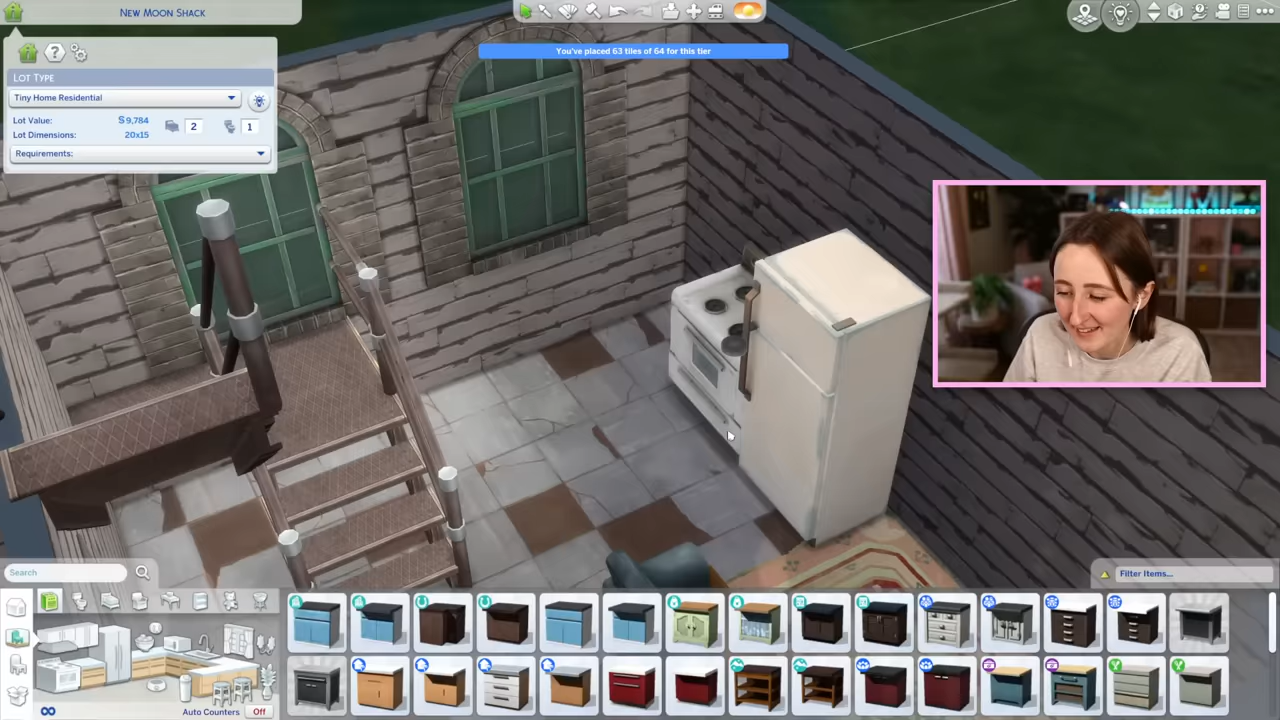 New Moon Shack
You've placed 63 tiles of 64 for this tier
Lot Type
Tiny Home Residential
Lot Value: §9,784 2 1
Lot Dimensions: 20x15
Requirements:
Search
Filter Items...
Auto Counters Off